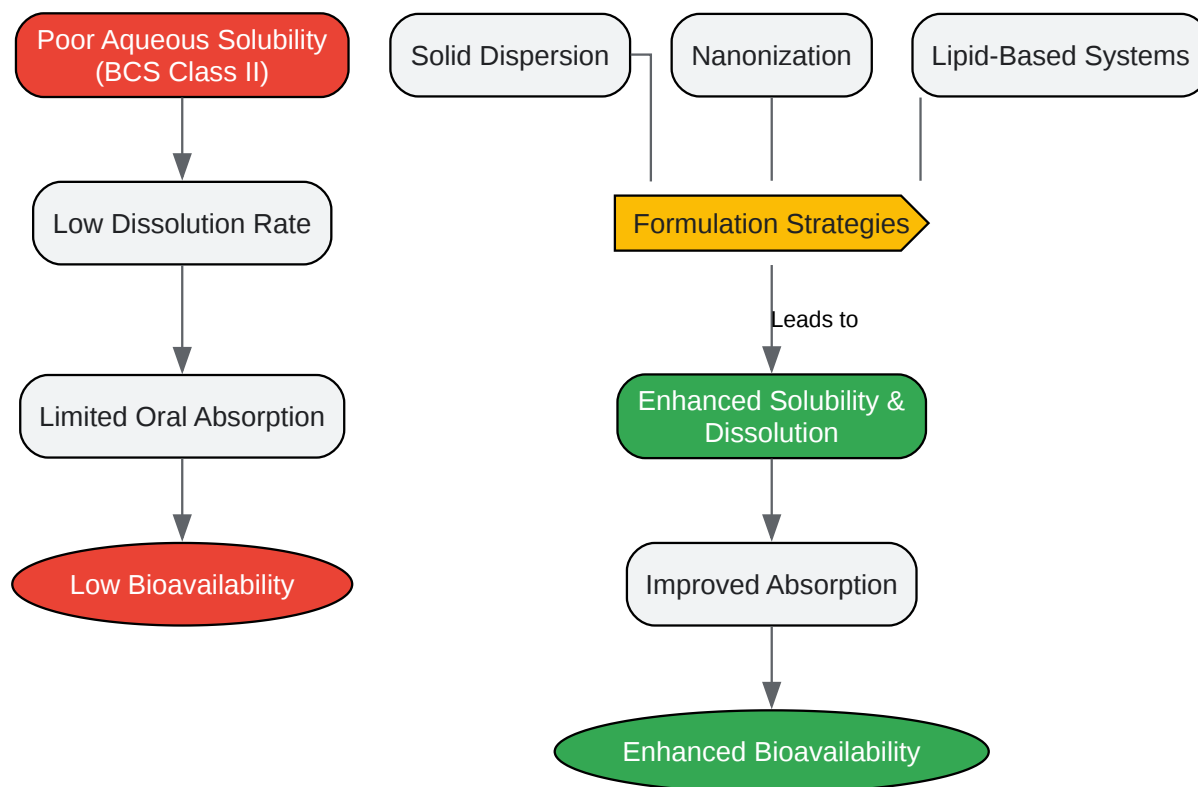 Poor Aqueous Solubility
(BCS Class II)
Low Dissolution Rate
Limited Oral Absorption
Low Bioavailability
Solid Dispersion
Nanonization
Lipid-Based Systems
Formulation Strategies
Leads to
Enhanced Solubility &
Dissolution
Improved Absorption
Enhanced Bioavailability